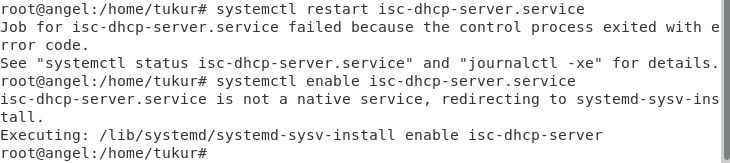 root@angel:/home/tukur# systemctl restart isc-dhcp-server.service
Job for isc-dhcp-server.service failed because the control process exited with e
rror code.
See "systemctl status isc-dhcp-server.service" and "journalctl -xe" for details.
root@angel:/home/tukur# systemctl enable isc-dhcp-server.service
isc-dhcp-server.service is not a native service, redirecting to systemd-sysv-ins
tall.
Executing: /lib/systemd/systemd-sysv-install enable isc-dhcp-server
root@angel:/home/tukur#